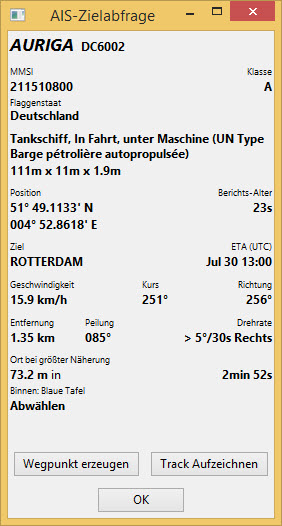 AIS-Zielabfrage
AURIGA DC6002
MMSI Klasse
211510800 A
Flaggenstaat
Deutschland
Tankschiff, In Fahrt, unter Maschine (UN Type
Barge pétrolière autopropulsée)
111m x 11m x 1.9m
Position Berichts-Alter
51° 49.1133' N 23s
004° 52.8618' E
Ziel ETA (UTC)
ROTTERDAM Jul 30 13:00
Geschwindigkeit Kurs Richtung
15.9 km/h 251° 256°
Entfernung Peilung Drehrate
1.35 km 085° > 5°/30s Rechts
Ort bei größter Näherung
73.2 m in 2min 52s
Binnen: Blaue Tafel
Abwählen
Wegpunkt erzeugen Track Aufzeichnen
OK